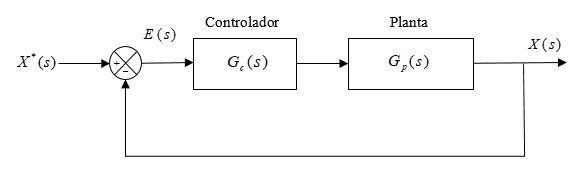 Controlador Planta
E(s) X(s)
X*(s) + − G_c(s) G_p(s)